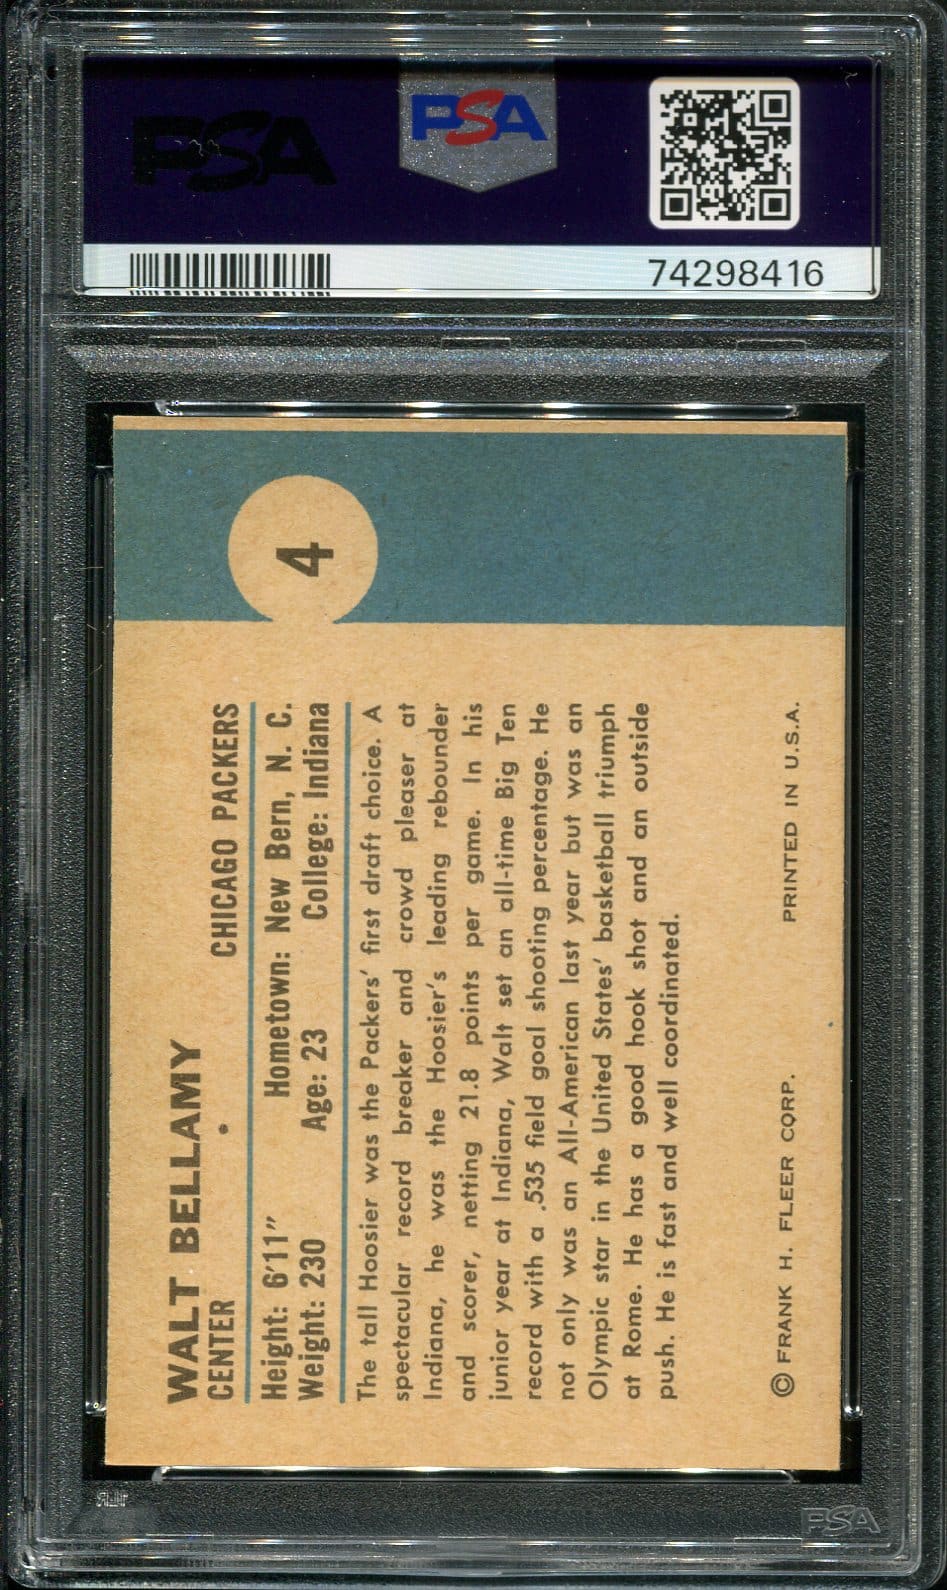 PSA
PSA
74298416
4
WALT BELLAMY
CENTER • CHICAGO PACKERS
Height: 6'11" Hometown: New Bern, N. C.
Weight: 230 Age: 23 College: Indiana
The tall Hoosier was the Packers' first draft choice. A
spectacular record breaker and crowd pleaser at
Indiana, he was the Hoosier's leading rebounder
and scorer, netting 21.8 points per game. In his
junior year at Indiana, Walt set an all-time Big Ten
record with a .535 field goal shooting percentage. He
not only was an All-American last year but was an
Olympic star in the United States' basketball triumph
at Rome. He has a good hook shot and an outside
push. He is fast and well coordinated.
© FRANK H. FLEER CORP. PRINTED IN U.S.A.
PSA